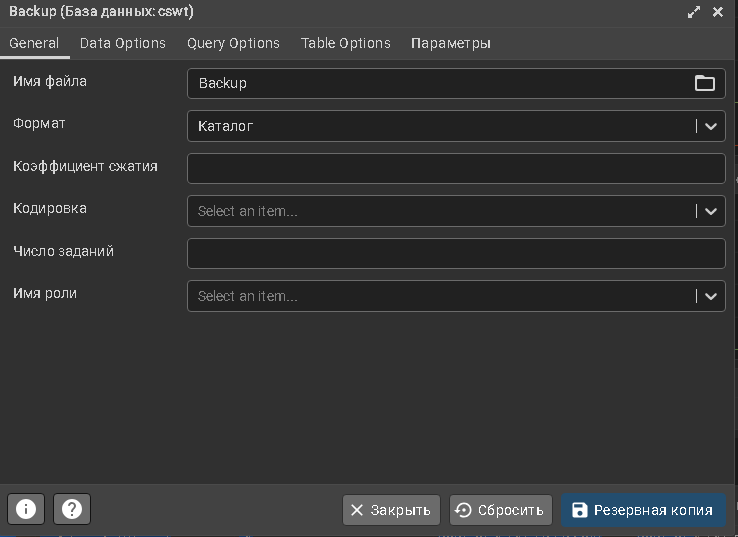 Backup (База данных: cswt)
General Data Options Query Options Table Options Параметры
Имя файла Backup
Формат Каталог
Коэффициент сжатия
Кодировка Select an item...
Число заданий
Имя роли Select an item...
Закрыть Сбросить Резервная копия